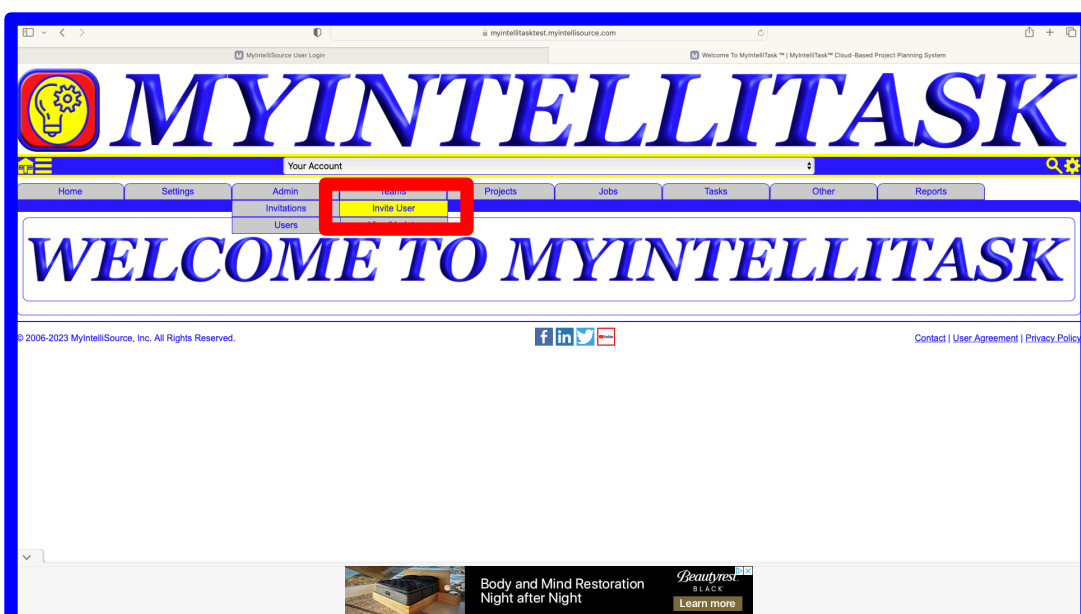 myintellitasktest.myintellisource.com
MyIntelliSource User Login
Welcome To MyIntelliTask ™ | MyIntelliTask™ Cloud-Based Project Planning System
MYINTELLITASK
Your Account
Home Settings Admin Teams Projects Jobs Tasks Other Reports
Invitations Invite User
Users
WELCOME TO MYINTELLITASK
© 2006-2023 MyIntelliSource, Inc. All Rights Reserved.
Contact | User Agreement | Privacy Policy
Body and Mind Restoration
Night after Night
Beautyrest
BLACK
Learn more